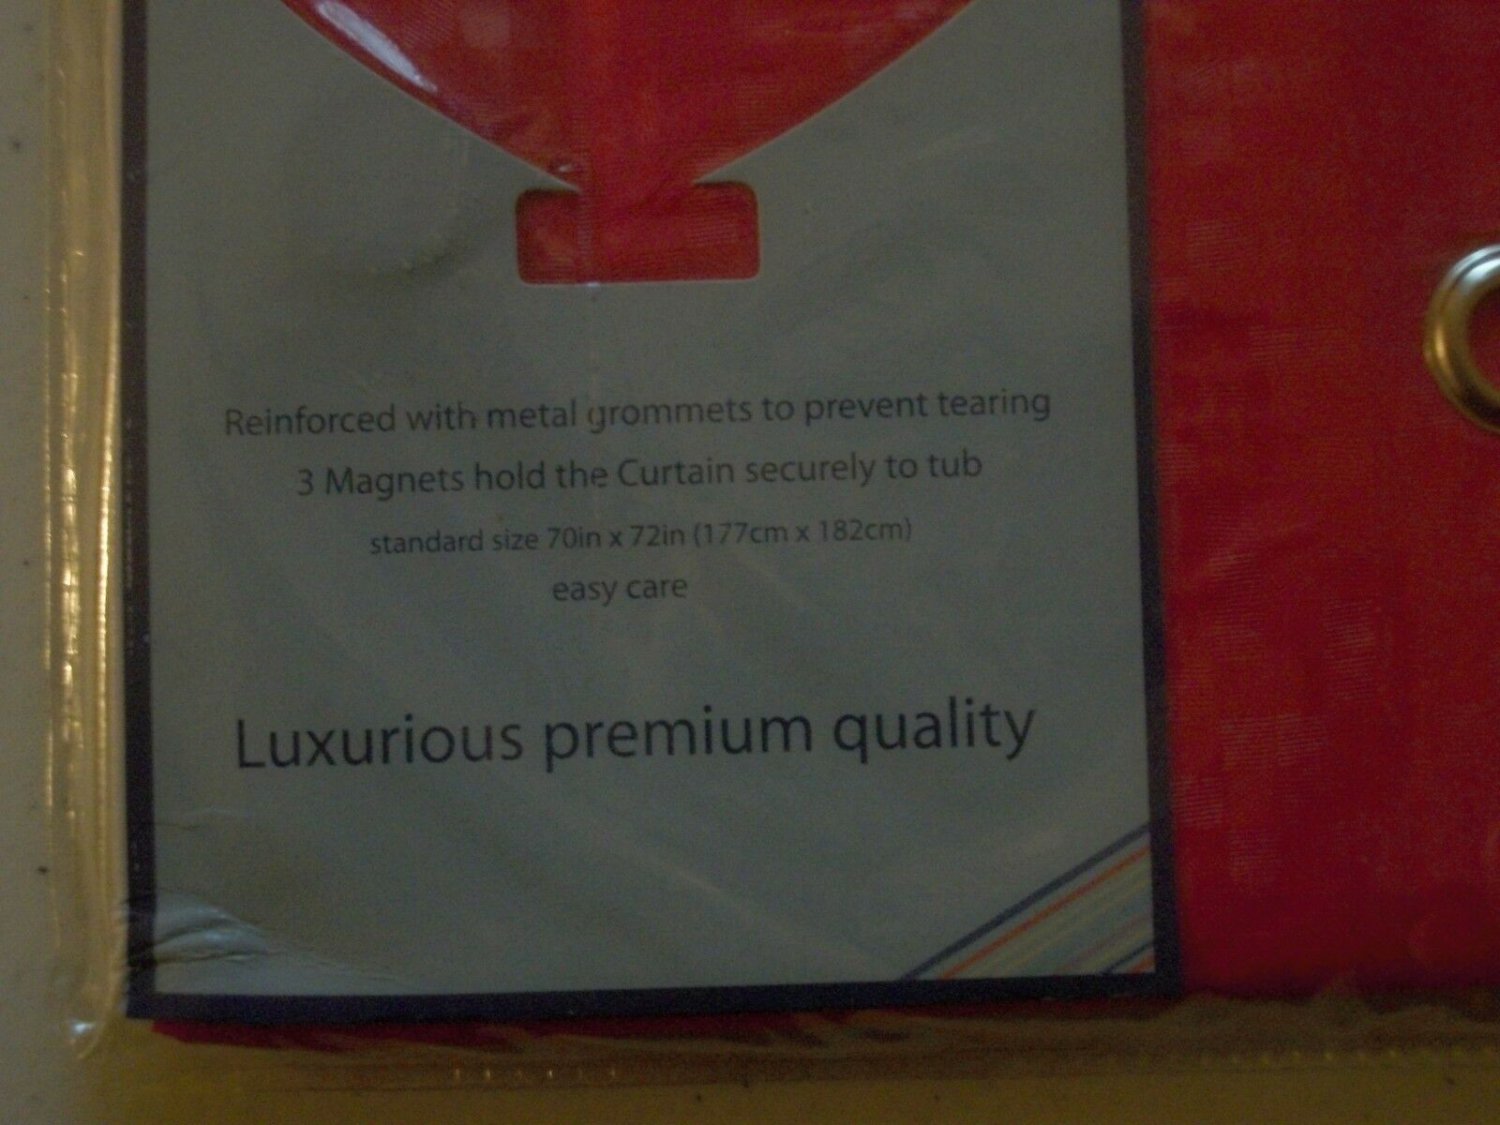 Reinforced with metal grommets to prevent tearing
3 Magnets hold the Curtain securely to tub
standard size 70in x 72in (177cm x 182cm)
easy care
Luxurious premium quality